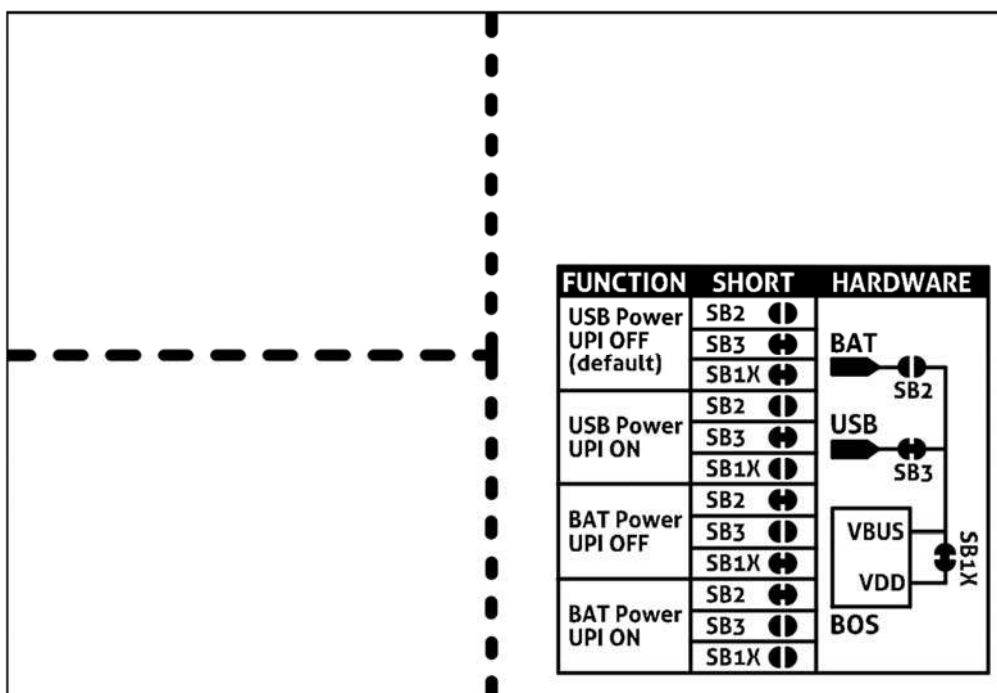 FUNCTION SHORT HARDWARE
USB Power
UPI OFF
(default)
SB2
SB3
SB1X
USB Power
UPI ON
SB2
SB3
SB1X
BAT Power
UPI OFF
SB2
SB3
SB1X
BAT Power
UPI ON
SB2
SB3
SB1X
BAT
SB2
USB
SB3
VBUS
SB1X
VDD
BOS